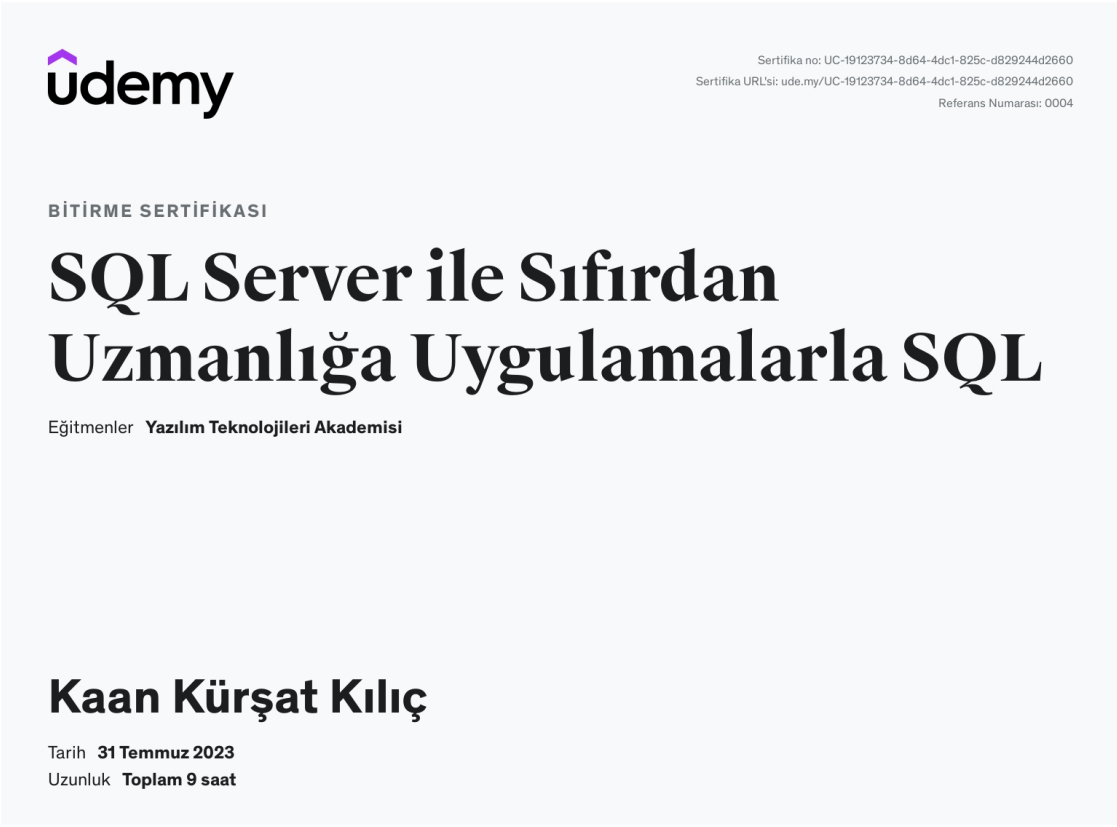 udemy
Sertifika no: UC-19123734-8d64-4dc1-825c-d829244d2660
Sertifika URL'si: ude.my/UC-19123734-8d64-4dc1-825c-d829244d2660
Referans Numarası: 0004
BİTİRME SERTİFİKASI
SQL Server ile Sıfırdan
Uzmanlığa Uygulamalarla SQL
Eğitmenler Yazılım Teknolojileri Akademisi
Kaan Kürşat Kılıç
Tarih 31 Temmuz 2023
Uzunluk Toplam 9 saat